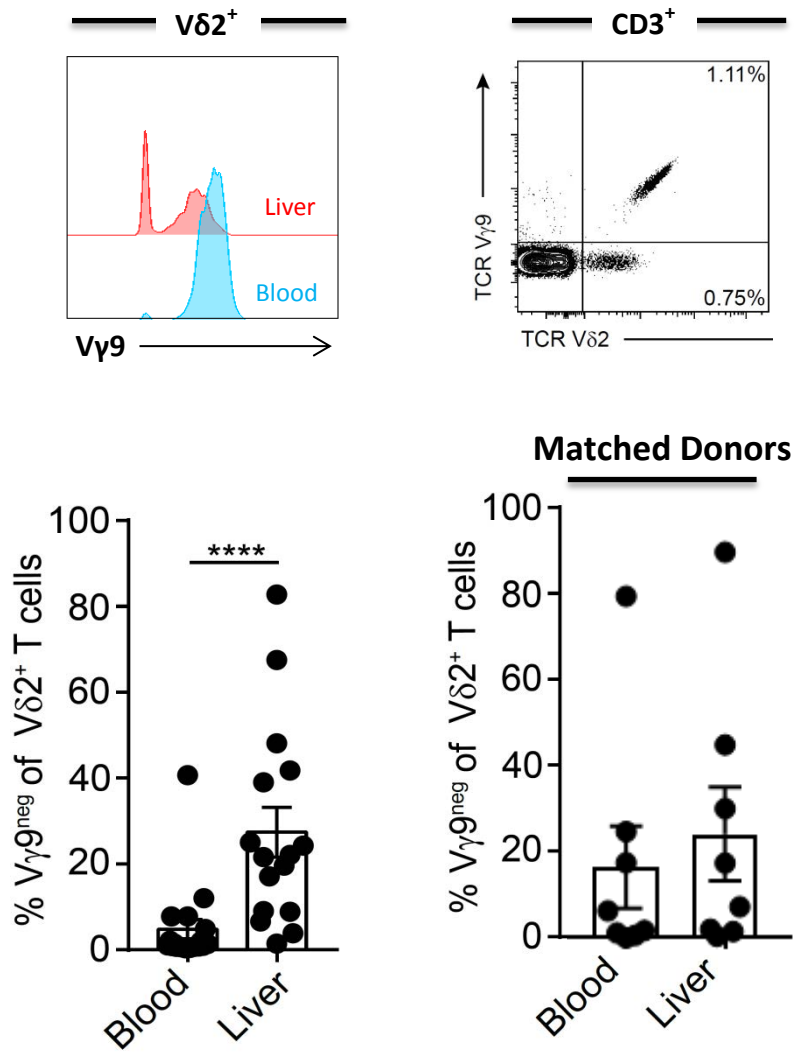 Vδ2⁺
CD3⁺
Liver
Blood
Vγ9
1.11%
0.75%
TCR Vγ9
TCR Vδ2
Matched Donors
% Vγ9ⁿᵉᵍ of Vδ2⁺ T cells
100
80
60
40
20
0
****
Blood
Liver
% Vγ9ⁿᵉᵍ of Vδ2⁺ T cells
100
80
60
40
20
0
Blood
Liver